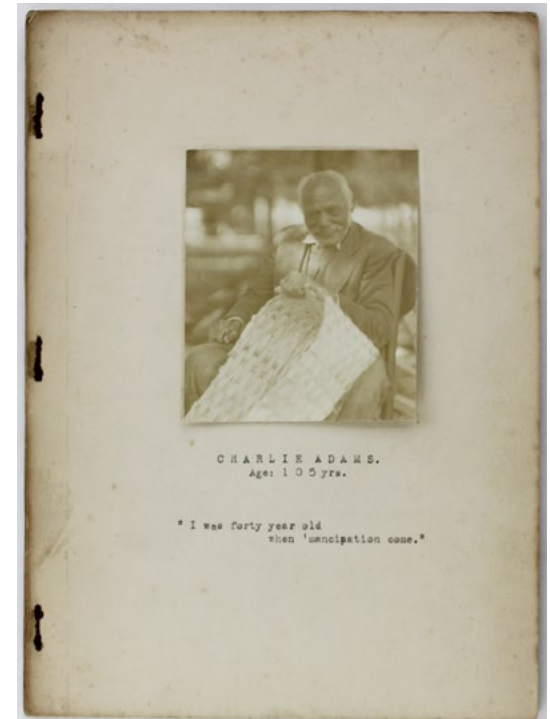 CHARLIE ADAMS.
Age: 105 yrs.
" I was forty year old
when 'mancipation come."